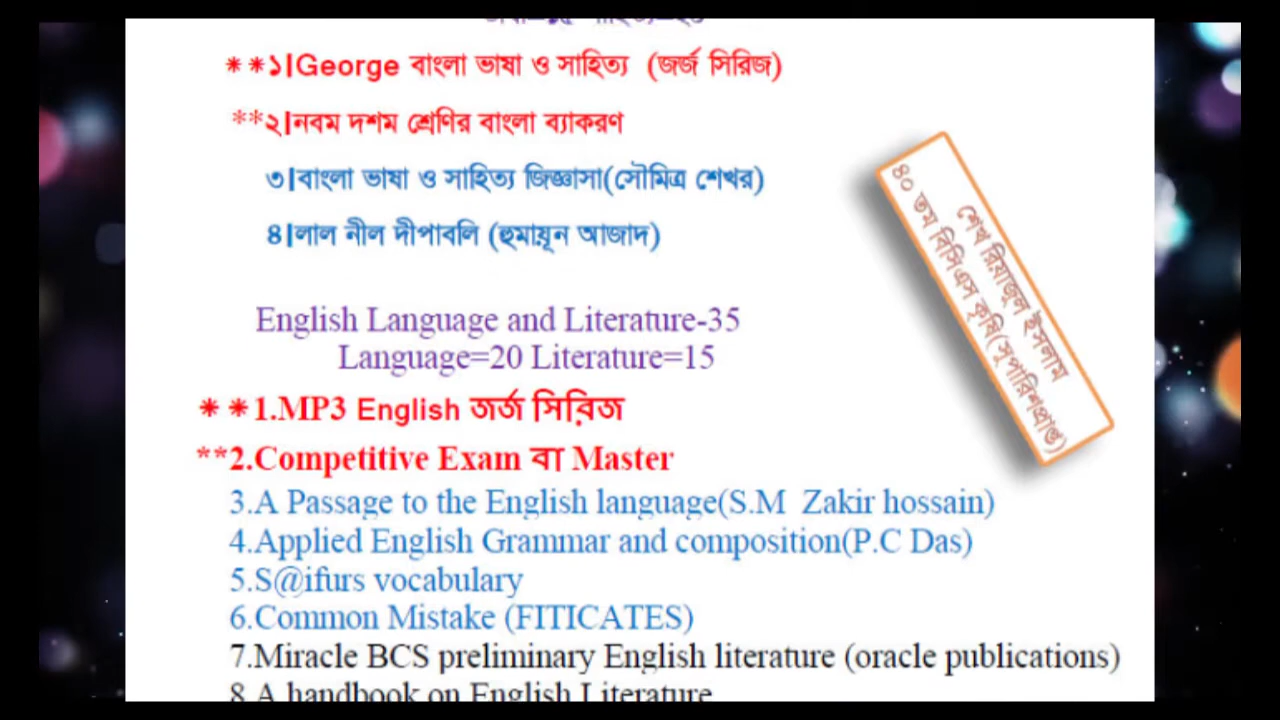 **১|George বাংলা ভাষা ও সাহিত্য (জর্জ সিরিজ)
**২|নবম দশম শ্রেণির বাংলা ব্যাকরণ
৩|বাংলা ভাষা ও সাহিত্য জিজ্ঞাসা(সৌমিত্র শেখর)
৪|লাল নীল দীপাবলি (হুমায়ূন আজাদ)
শেখ রিয়াজুল ইসলাম
৪০ তম বিসিএস কৃষি(সুপারিশপ্রাপ্ত)
English Language and Literature-35
Language=20 Literature=15
**1.MP3 English জর্জ সিরিজ
**2.Competitive Exam বা Master
3.A Passage to the English language(S.M Zakir hossain)
4.Applied English Grammar and composition(P.C Das)
5.S@ifurs vocabulary
6.Common Mistake (FITICATES)
7.Miracle BCS preliminary English literature (oracle publications)
8.A handbook on English Literature